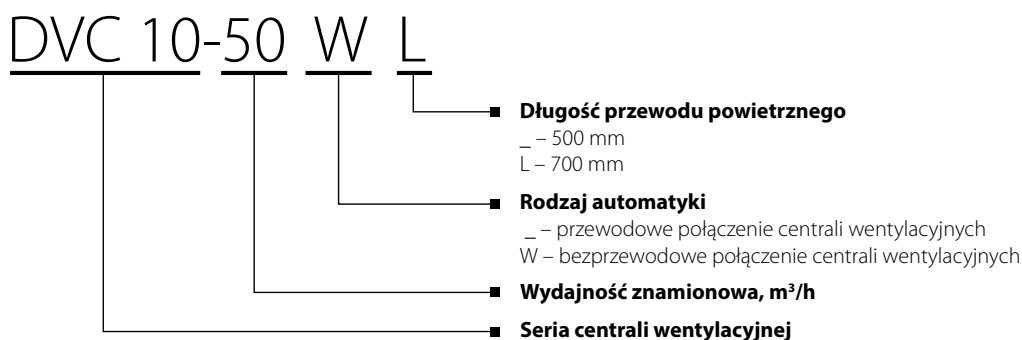 DVC 10-50 W L
Długość przewodu powietrznego
_ – 500 mm
L – 700 mm
Rodzaj automatyki
_ – przewodowe połączenie centrali wentylacyjnych
W – bezprzewodowe połączenie centrali wentylacyjnych
Wydajność znamionowa, m³/h
Seria centrali wentylacyjnej